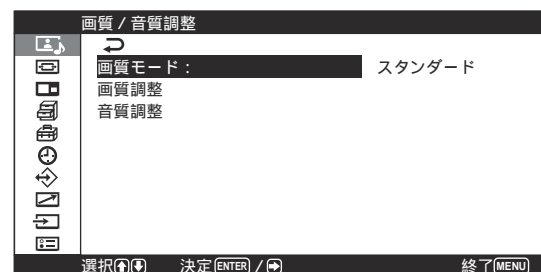 画質 / 音質調整
画質モード： スタンダード
画質調整
音質調整
選択 決定 ENTER / 終了 MENU